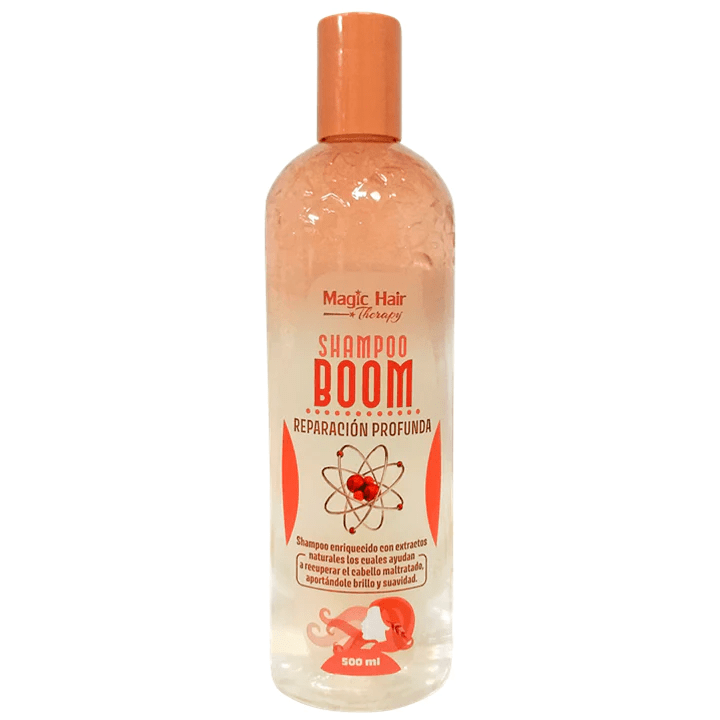 Magic Hair
Therapy
SHAMPOO
BOOM
REPARACIÓN PROFUNDA
Shampoo enriquecido con extractos
naturales los cuales ayudan
a recuperar el cabello maltratado,
aportándole brillo y suavidad.
500 ml